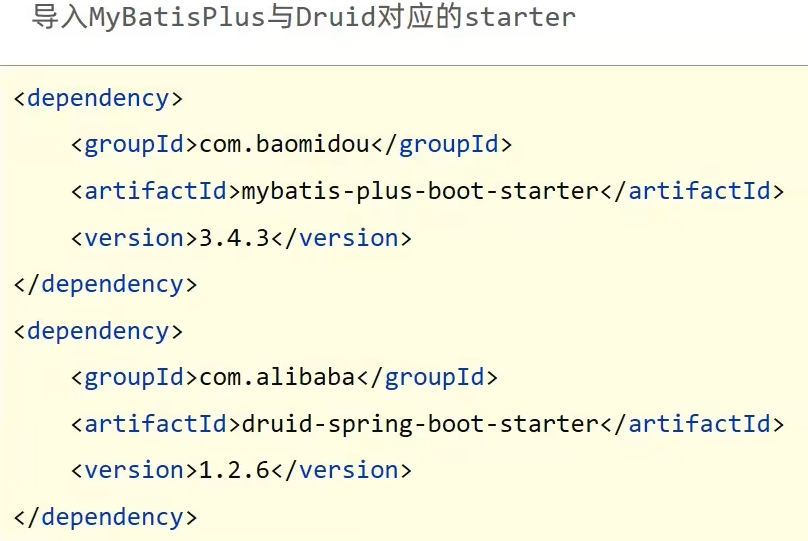 导入MyBatisPlus与Druid对应的starter
<dependency>
    <groupId>com.baomidou</groupId>
    <artifactId>mybatis-plus-boot-starter</artifactId>
    <version>3.4.3</version>
</dependency>
<dependency>
    <groupId>com.alibaba</groupId>
    <artifactId>druid-spring-boot-starter</artifactId>
    <version>1.2.6</version>
</dependency>